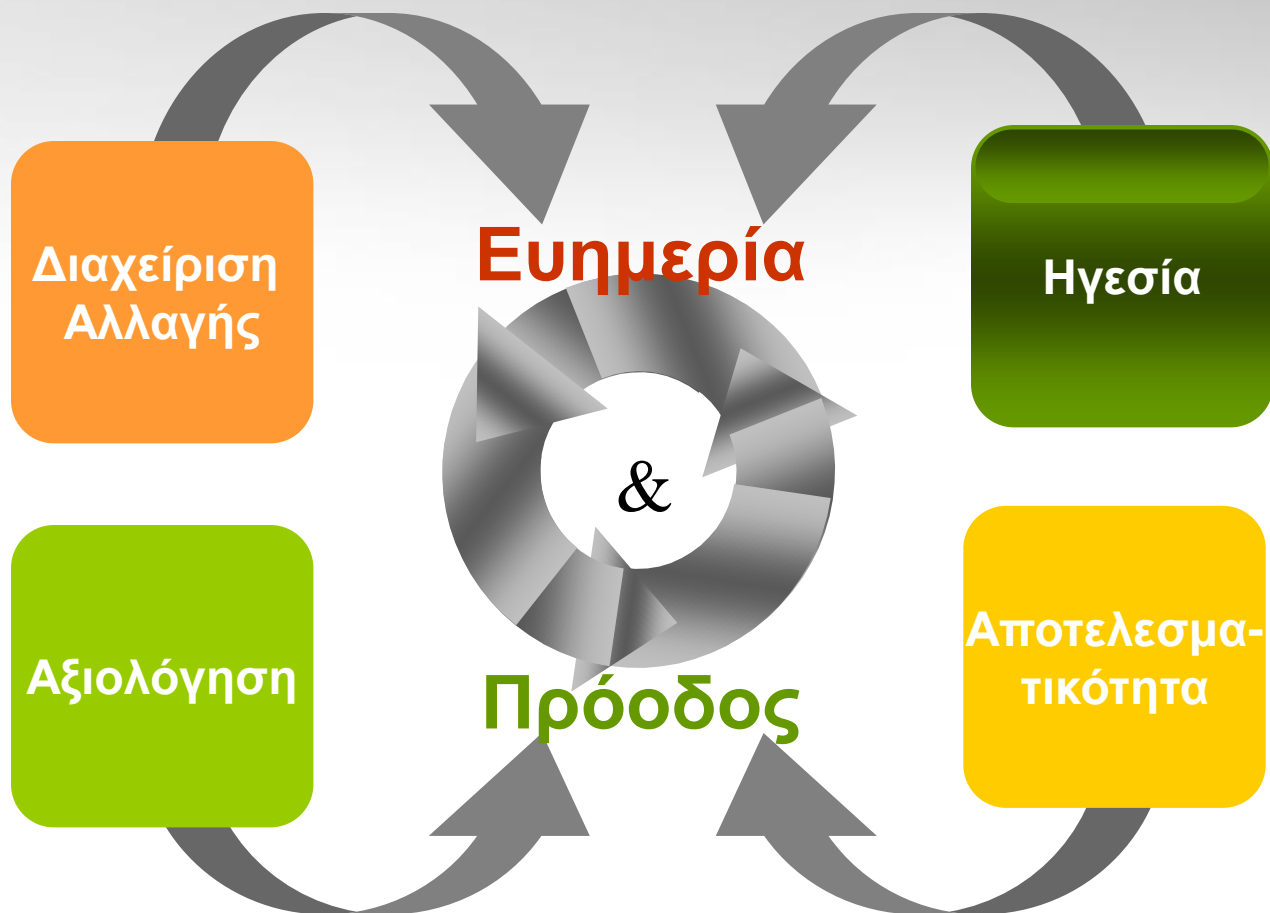 Διαχείριση
Αλλαγής
Ευημερία
Ηγεσία
&
Αξιολόγηση
Αποτελεσμα-
τικότητα
Πρόοδος